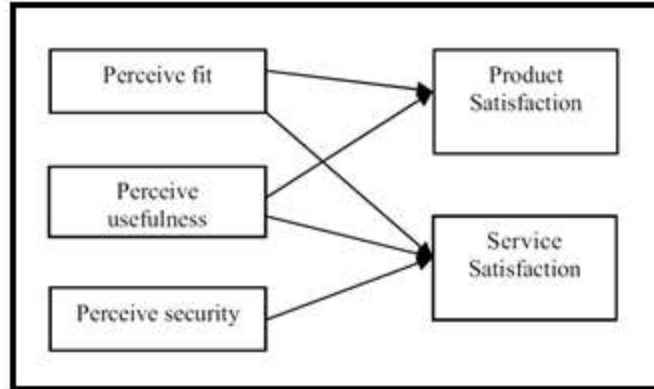 Perceive fit
Product
Satisfaction
Perceive
usefulness
Service
Satisfaction
Perceive security